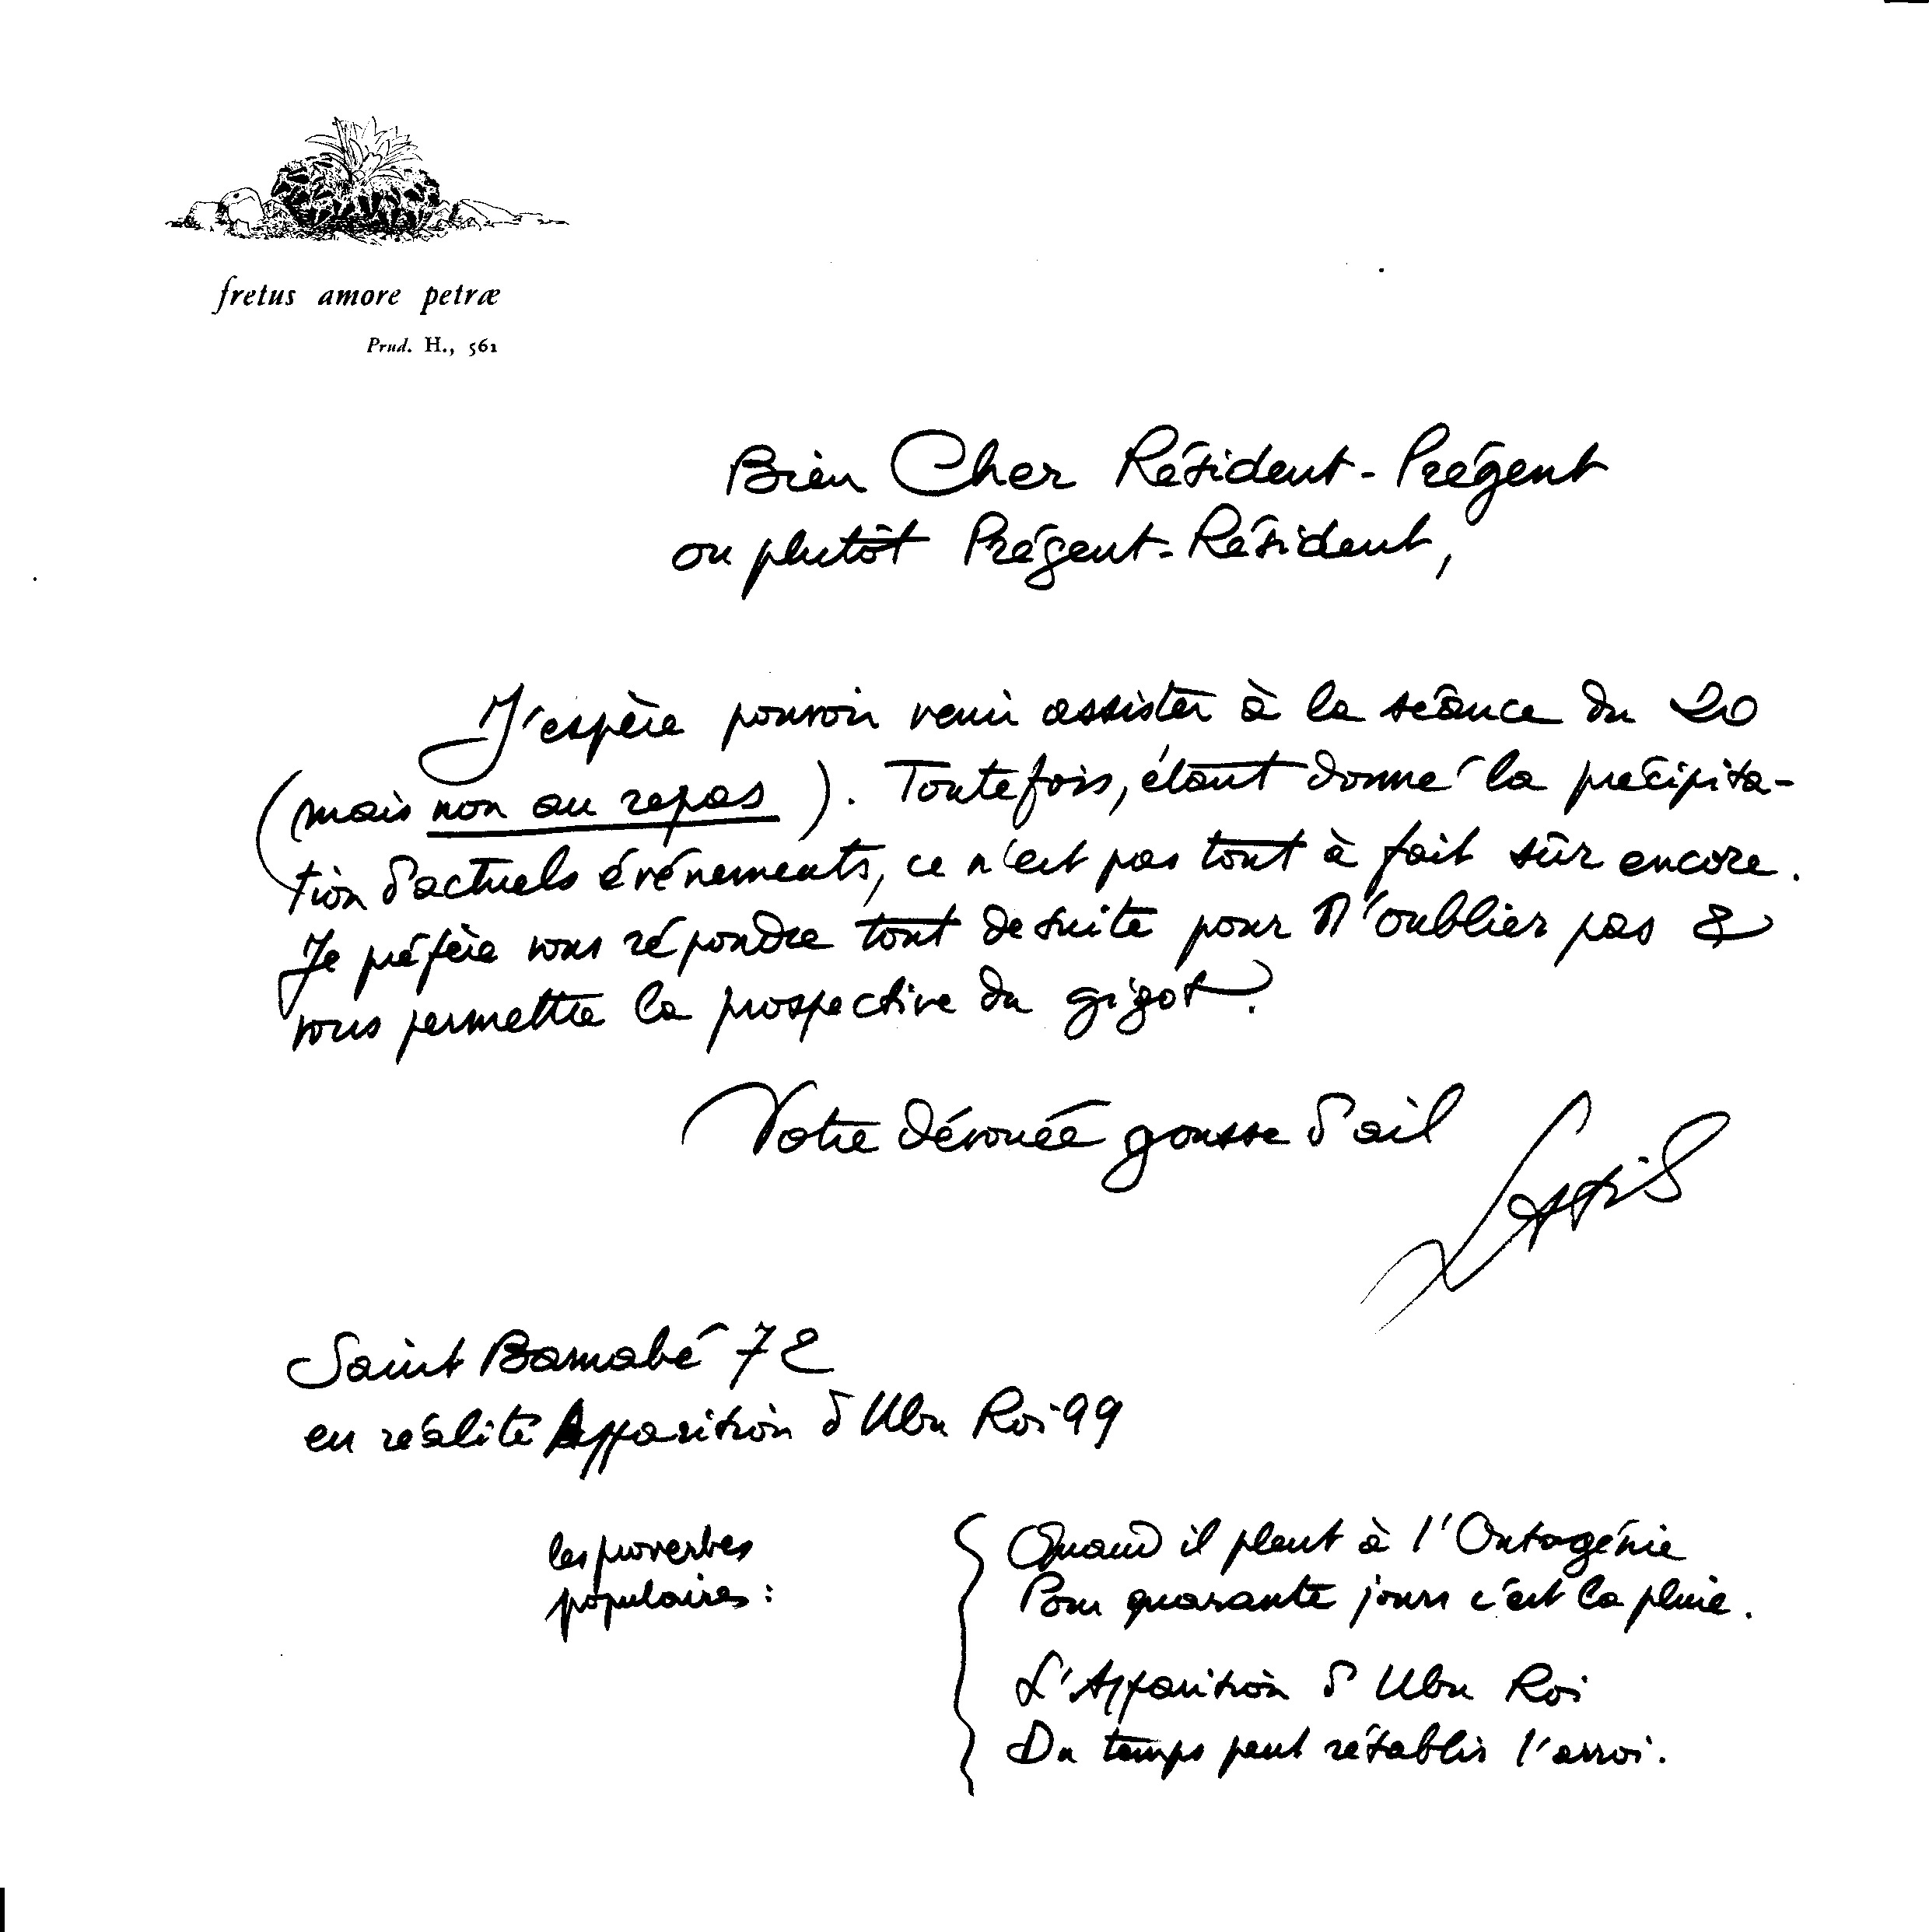 fretus amore petræ
Prud. H., 561
Bien Cher Résident-Prégent
ou plutôt Prégent-Résident,
J'espère pouvoir venir assister à la séance du 20
(mais non au repas). Toutefois, étant donné la précipita-
tion d'actuels événements, ce n'est pas tout à fait sûr encore.
Je préfère vous répondre tout de suite pour n'oublier pas &
vous permettre la prospective du gigot.
Votre dévouée gousse d'ail
Latis
Saint Barnabé 72
en réalité Apparition d'Ubu Roi 99
les proverbes
populaires :
Quand il pleut à l'Ontogénie
Pour quarante jours c'est la pluie.
L'Apparition d'Ubu Roi
Du temps peut rétablir l'arroi.